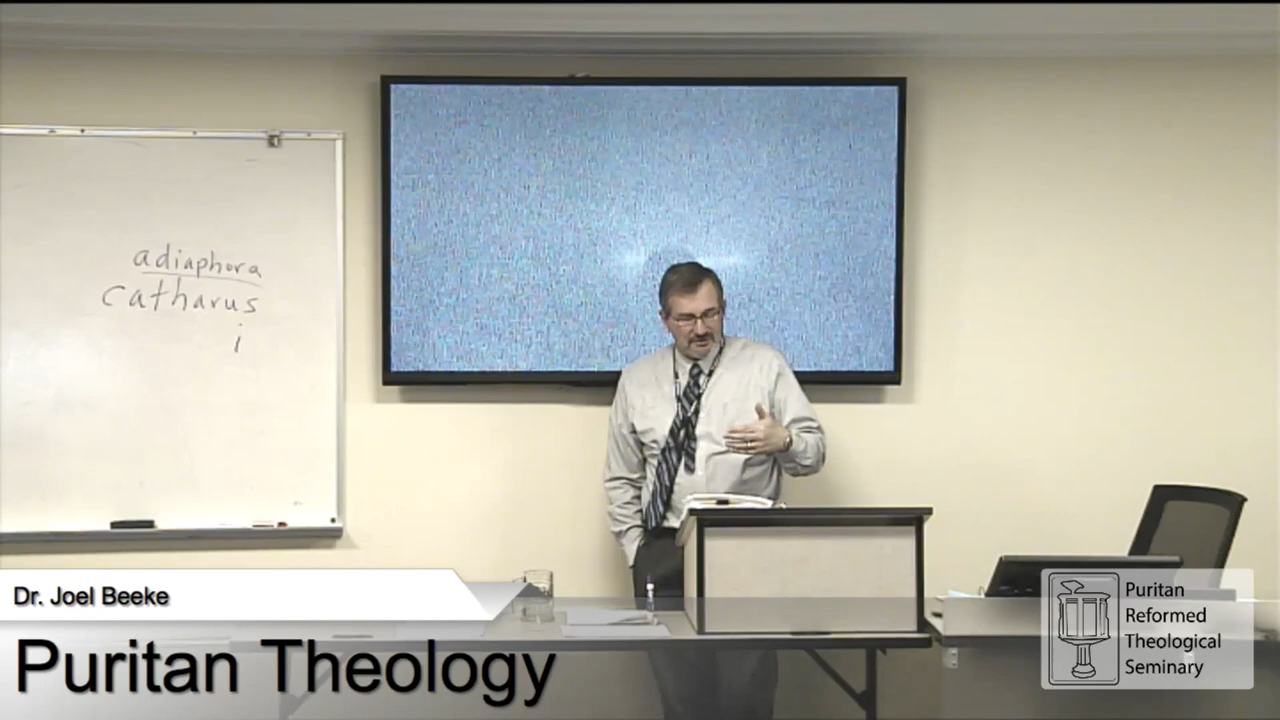 adiaphora
catharus
i
Dr. Joel Beeke
Puritan Theology
Puritan
Reformed
Theological
Seminary